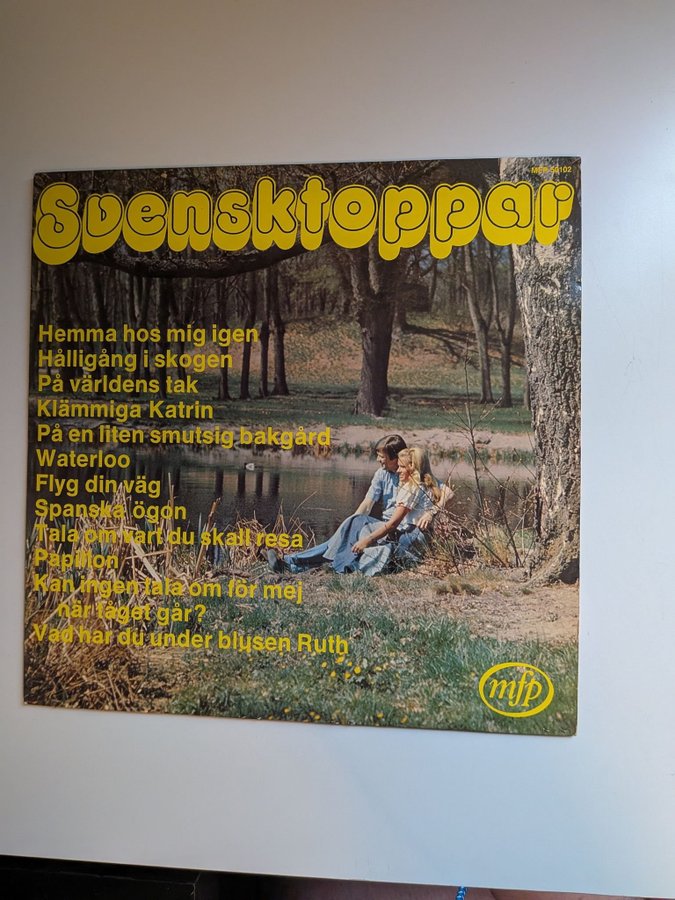 MFP 50102
Svensktoppar
Hemma hos mig igen
Hålligång i skogen
På världens tak
Klämmiga Katrin
På en liten smutsig bakgård
Waterloo
Flyg din väg
Spanska ögon
Tala om vart du skall resa
Papillon
Kan ingen tala om för mej
när tåget går?
Vad har du under blusen Ruth
mfp